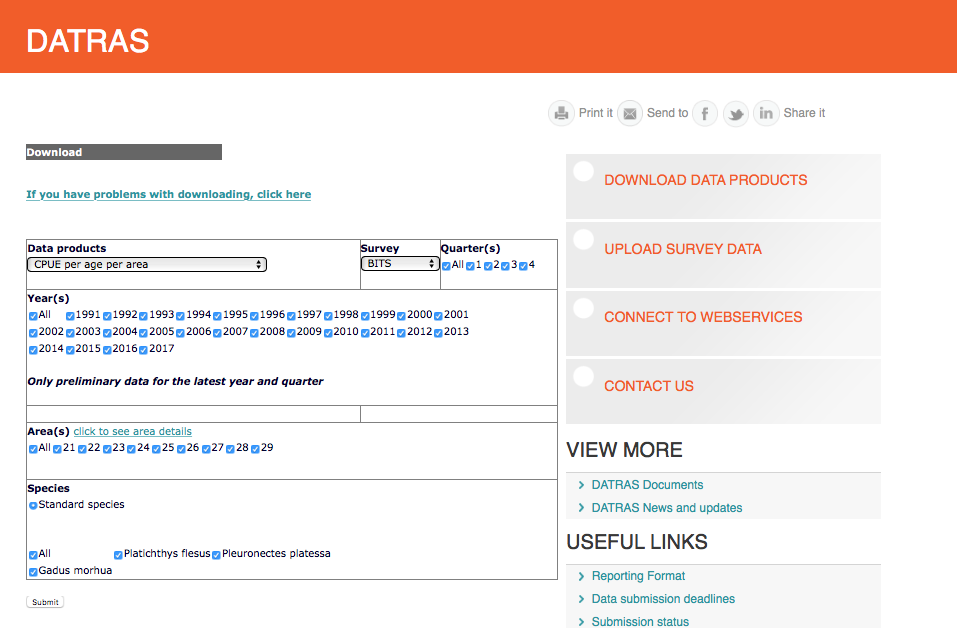 DATRAS
Print it Send to Share it
Download
If you have problems with downloading, click here
Data products Survey Quarter(s)
CPUE per age per area BITS All 1 2 3 4
Year(s)
All 1991 1992 1993 1994 1995 1996 1997 1998 1999 2000 2001
2002 2003 2004 2005 2006 2007 2008 2009 2010 2011 2012 2013
2014 2015 2016 2017
Only preliminary data for the latest year and quarter
Area(s) click to see area details
All 21 22 23 24 25 26 27 28 29
Species
Standard species
All Platichthys flesus Pleuronectes platessa
Gadus morhua
Submit
DOWNLOAD DATA PRODUCTS
UPLOAD SURVEY DATA
CONNECT TO WEBSERVICES
CONTACT US
VIEW MORE
DATRAS Documents
DATRAS News and updates
USEFUL LINKS
Reporting Format
Data submission deadlines
Submission status